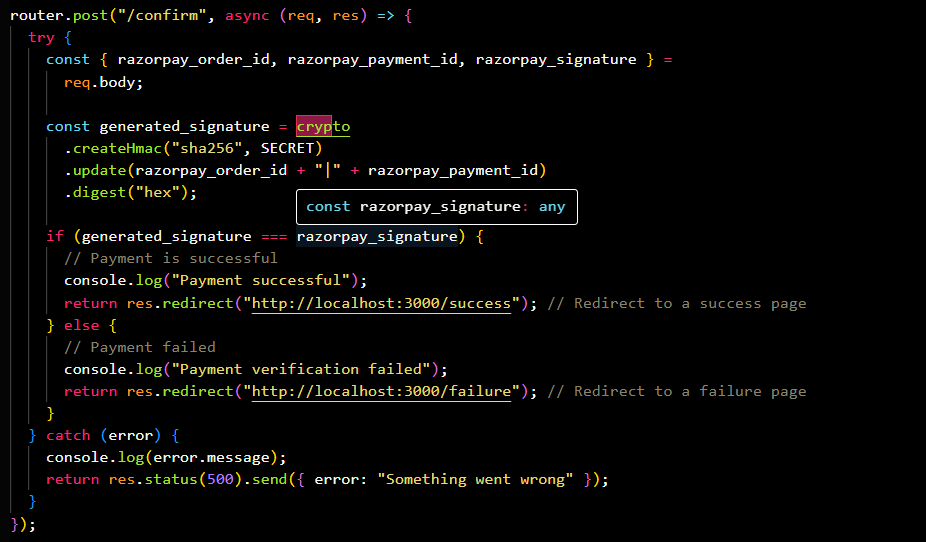 router.post("/confirm", async (req, res) => {
try {
const { razorpay_order_id, razorpay_payment_id, razorpay_signature } =
req.body;
const generated_signature = crypto
.createHmac("sha256", SECRET)
.update(razorpay_order_id + "|" + razorpay_payment_id)
.digest("hex");
const razorpay_signature: any
if (generated_signature === razorpay_signature) {
// Payment is successful
console.log("Payment successful");
return res.redirect("http://localhost:3000/success"); // Redirect to a success page
} else {
// Payment failed
console.log("Payment verification failed");
return res.redirect("http://localhost:3000/failure"); // Redirect to a failure page
}
} catch (error) {
console.log(error.message);
return res.status(500).send({ error: "Something went wrong" });
}
});